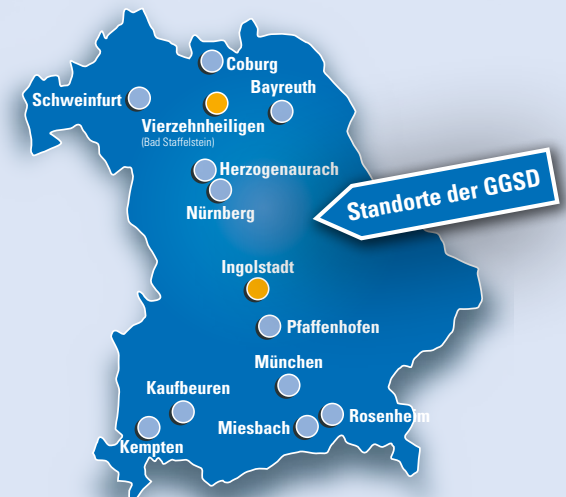 Coburg
Bayreuth
Schweinfurt
Vierzehnheiligen
(Bad Staffelstein)
Herzogenaurach
Nürnberg
Standorte der GGSD
Ingolstadt
Pfaffenhofen
München
Kaufbeuren
Rosenheim
Miesbach
Kempten